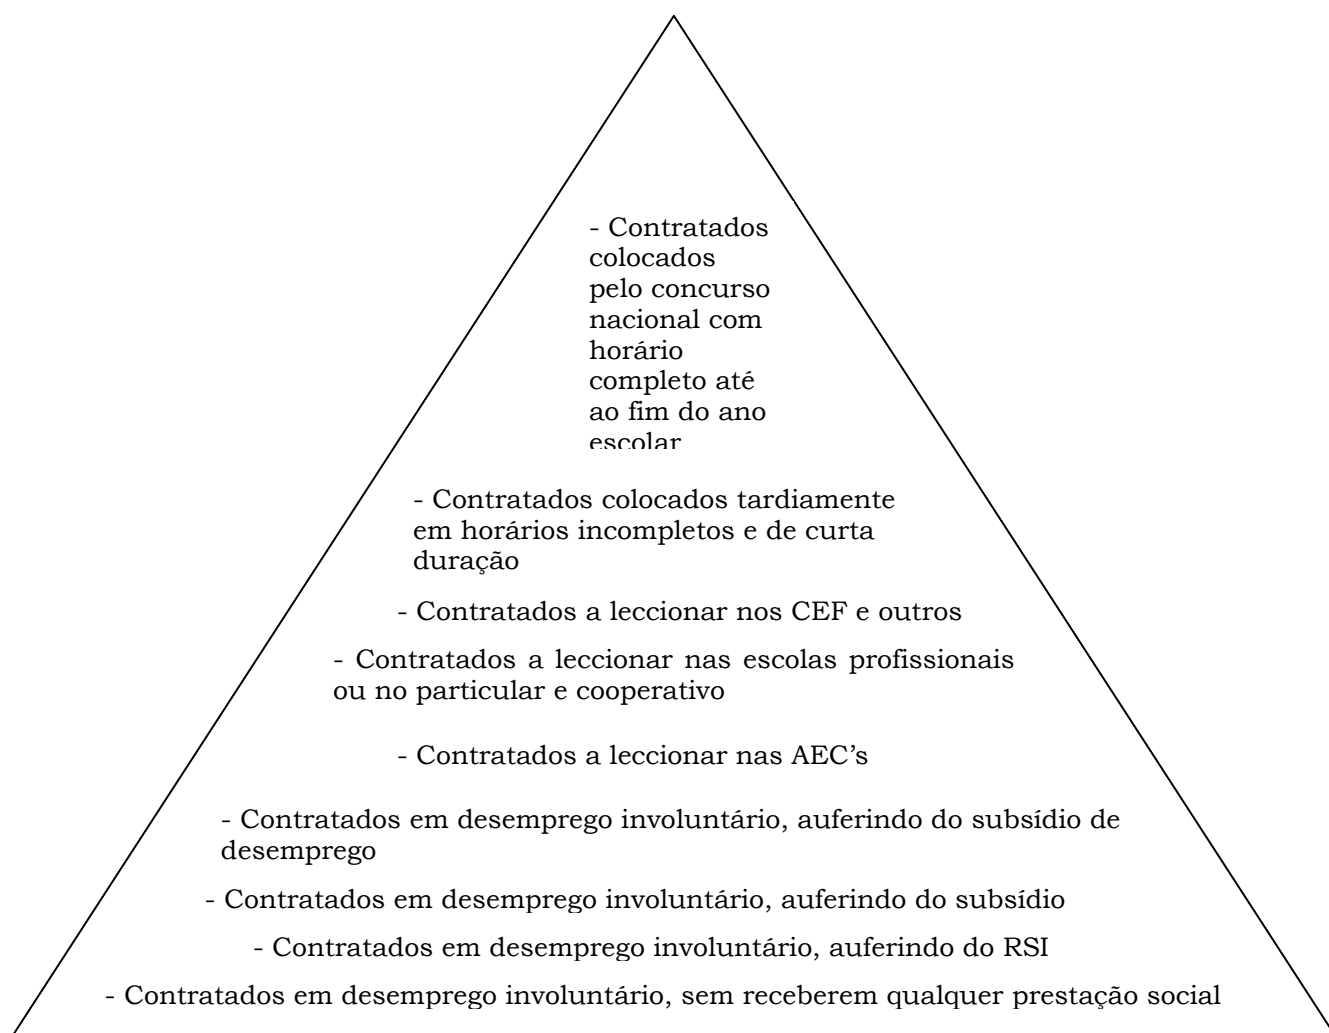 - Contratados
colocados
pelo concurso
nacional com
horário
completo até
ao fim do ano
escolar
- Contratados colocados tardiamente
em horários incompletos e de curta
duração
- Contratados a leccionar nos CEF e outros
- Contratados a leccionar nas escolas profissionais
ou no particular e cooperativo
- Contratados a leccionar nas AEC’s
- Contratados em desemprego involuntário, auferindo do subsídio de
desemprego
- Contratados em desemprego involuntário, auferindo do subsídio
- Contratados em desemprego involuntário, auferindo do RSI
- Contratados em desemprego involuntário, sem receberem qualquer prestação social